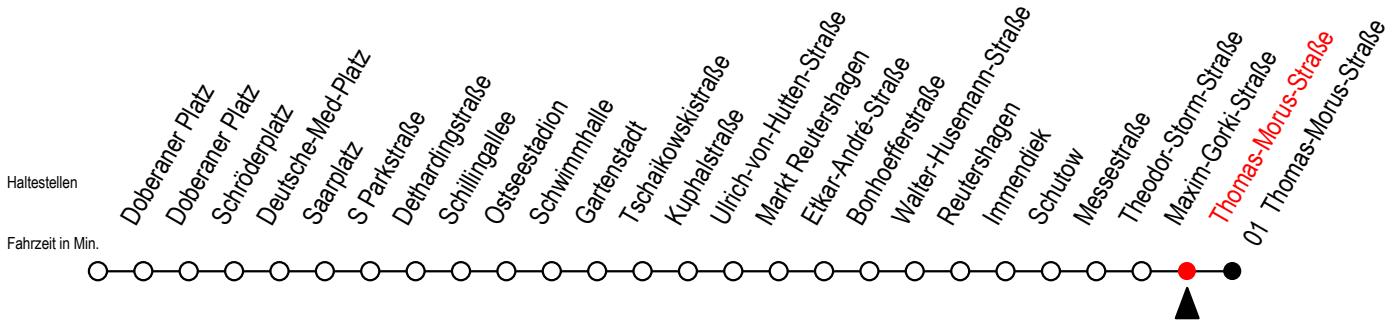 Haltestellen
Doberaner Platz
Doberaner Platz
Schröderplatz
Deutsche-Med-Platz
Saarplatz
S Parkstraße
Dethardingstraße
Schillingallee
Ostseestadion
Schwimmhalle
Gartenstadt
Tschaikowskistraße
Kuphalstraße
Ulrich-von-Hutten-Straße
Markt Reutershagen
Etkar-André-Straße
Bonhoefferstraße
Walter-Husemann-Straße
Reutershagen
Immendiek
Schutow
Messestraße
Theodor-Storm-Straße
Maxim-Gorki-Straße
Thomas-Morus-Straße
01 Thomas-Morus-Straße
Fahrzeit in Min.